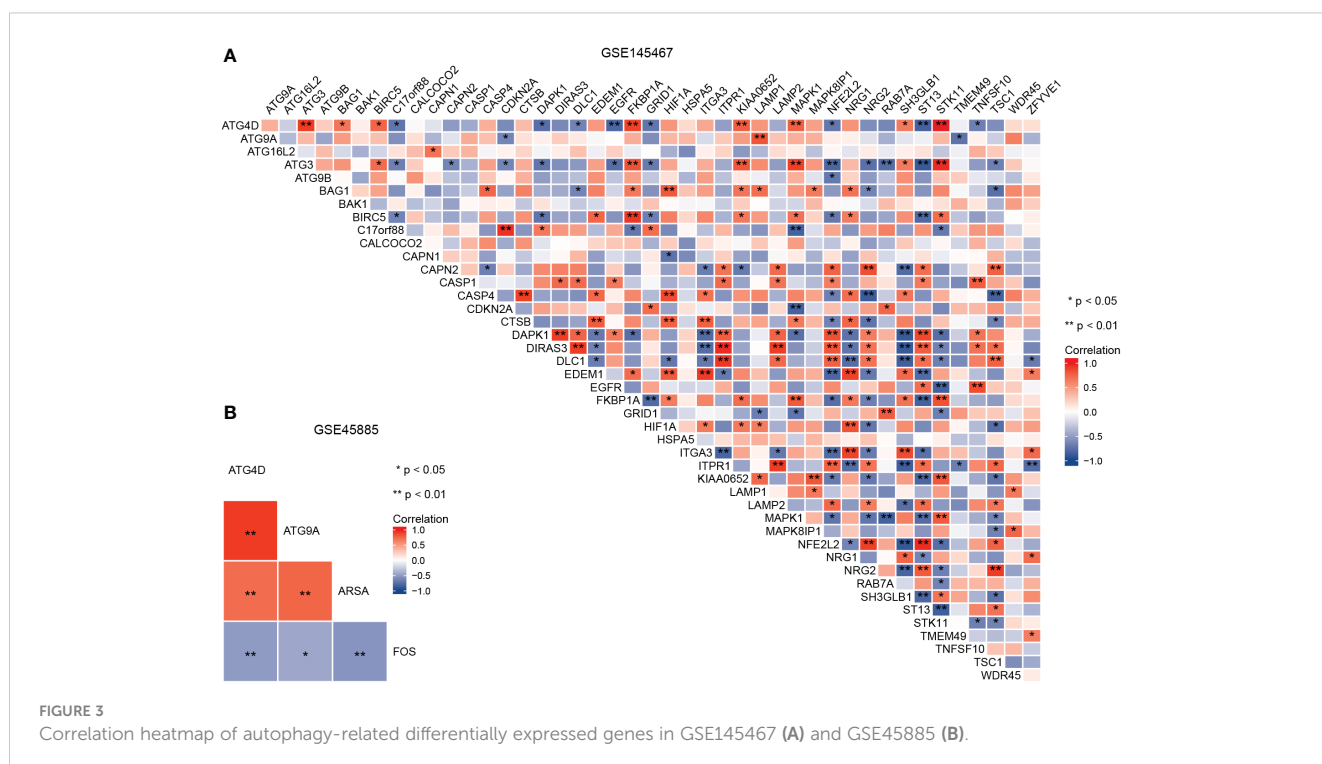 A
GSE145467
ATG9A
ATG16L2
ATG3
ATG9B
BAG1
BAK1
BIRC5
C17orf88
CALCOCO2
CAPN1
CAPN2
CASP1
CASP4
CDKN2A
CTSB
DAPK1
DIRAS3
DLC1
EDEM1
EGFR
FKBP1A
GRID1
HIF1A
HSPA5
ITGA3
ITPR1
KIAA0652
LAMP1
LAMP2
MAPK1
MAPK8IP1
NFE2L2
NRG1
NRG2
RAB7A
SH3GLB1
ST13
STK11
TMEM49
TNFSF10
TSC1
WDR45
ZFYVE1
ATG4D
ATG9A
ATG16L2
ATG3
ATG9B
BAG1
BAK1
BIRC5
C17orf88
CALCOCO2
CAPN1
CAPN2
CASP1
CASP4
CDKN2A
CTSB
DAPK1
DIRAS3
DLC1
EDEM1
EGFR
FKBP1A
GRID1
HIF1A
HSPA5
ITGA3
ITPR1
KIAA0652
LAMP1
LAMP2
MAPK1
MAPK8IP1
NFE2L2
NRG1
NRG2
RAB7A
SH3GLB1
ST13
STK11
TMEM49
TNFSF10
TSC1
WDR45
* p < 0.05
** p < 0.01
Correlation
1.0
0.5
0.0
−0.5
−1.0
B
GSE45885
ATG4D
ATG9A
ARSA
FOS
**
** **
** * **
* p < 0.05
** p < 0.01
Correlation
1.0
0.5
0.0
−0.5
−1.0
FIGURE 3
Correlation heatmap of autophagy-related differentially expressed genes in GSE145467 (A) and GSE45885 (B).